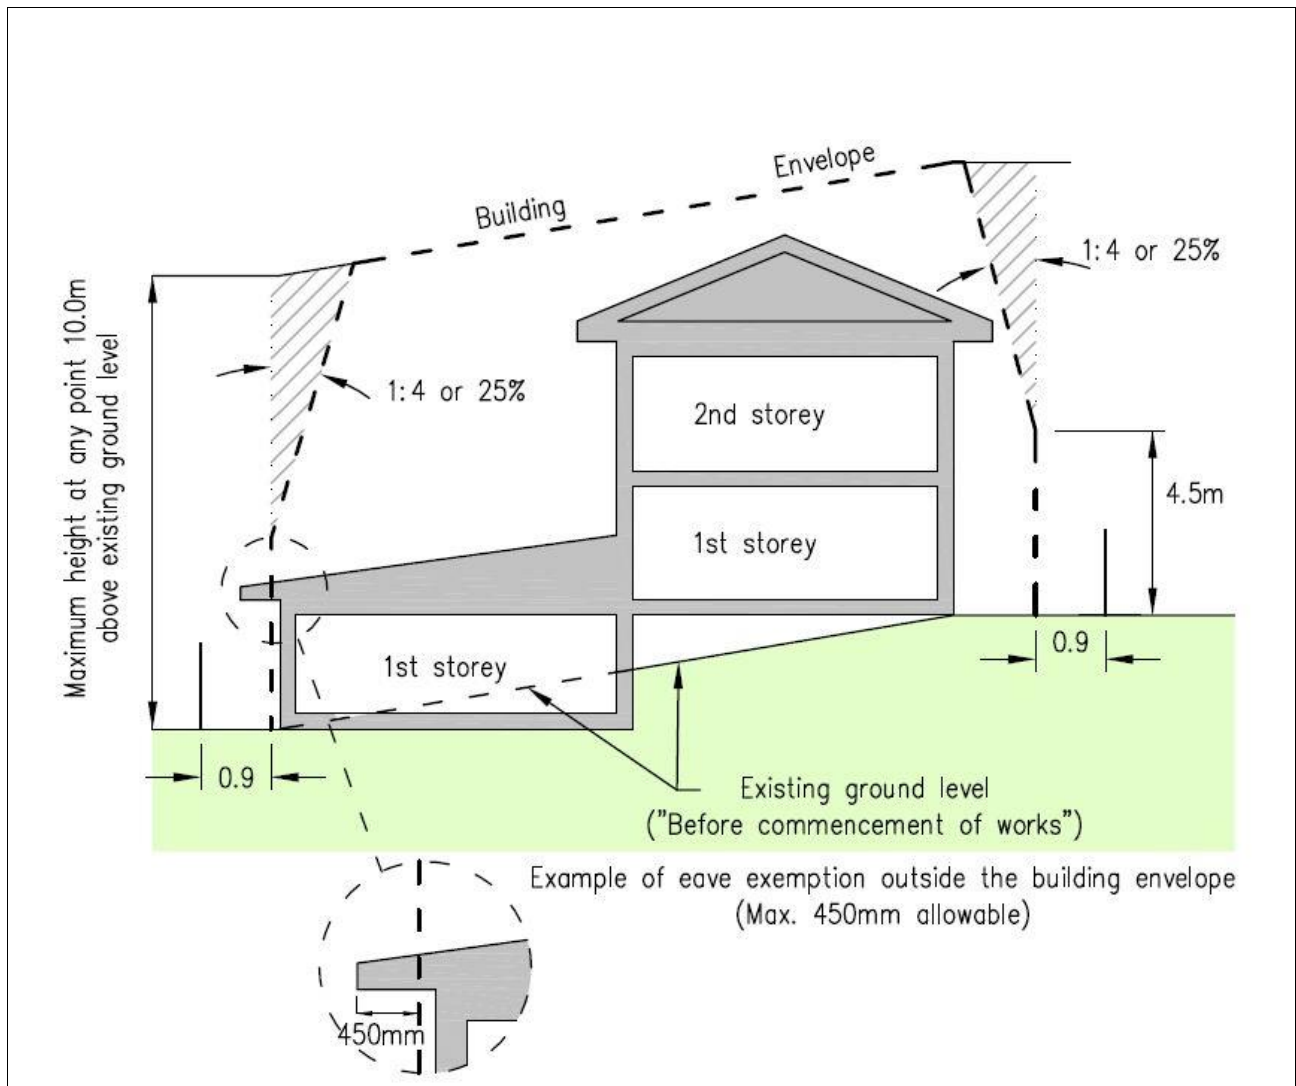 Building Envelope
1:4 or 25%
Maximum height at any point 10.0m
above existing ground level
1:4 or 25%
2nd storey
4.5m
1st storey
0.9
1st storey
0.9
Existing ground level
("Before commencement of works")
Example of eave exemption outside the building envelope
(Max. 450mm allowable)
450mm